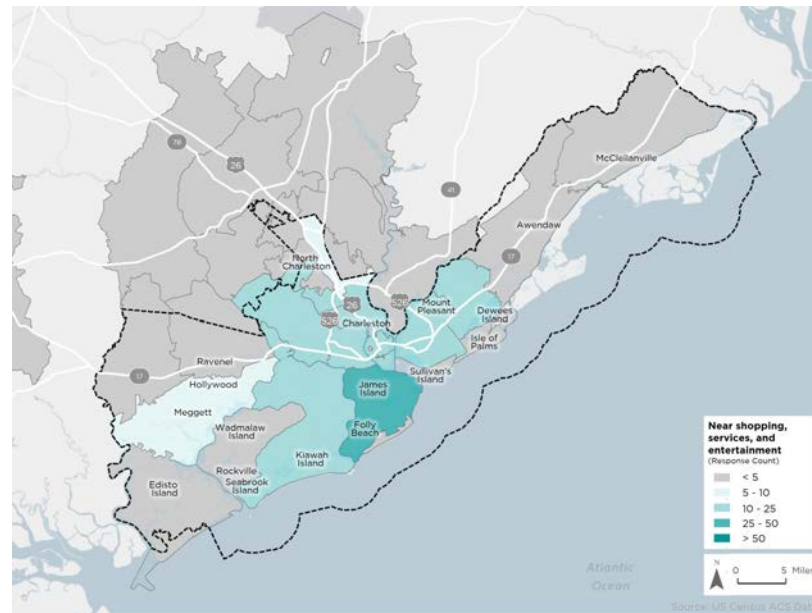 McClellanville
78
26
41
Awendaw
17
North
Charleston
526
26
526
Mount
Pleasant
Charleston
Dewees
Island
Isle of
Palms
Ravenel
17
Sullivan's
Island
Hollywood
James
Island
Meggett
Wadmalaw
Island
Folly
Beach
Kiawah
Island
Rockville
Seabrook
Island
Edisto
Island
Near shopping,
services, and
entertainment
(Response Count)
< 5
5 - 10
10 - 25
25 - 50
> 50
N
0 5 Miles
Atlantic
Ocean
Source: US Census ACS Data